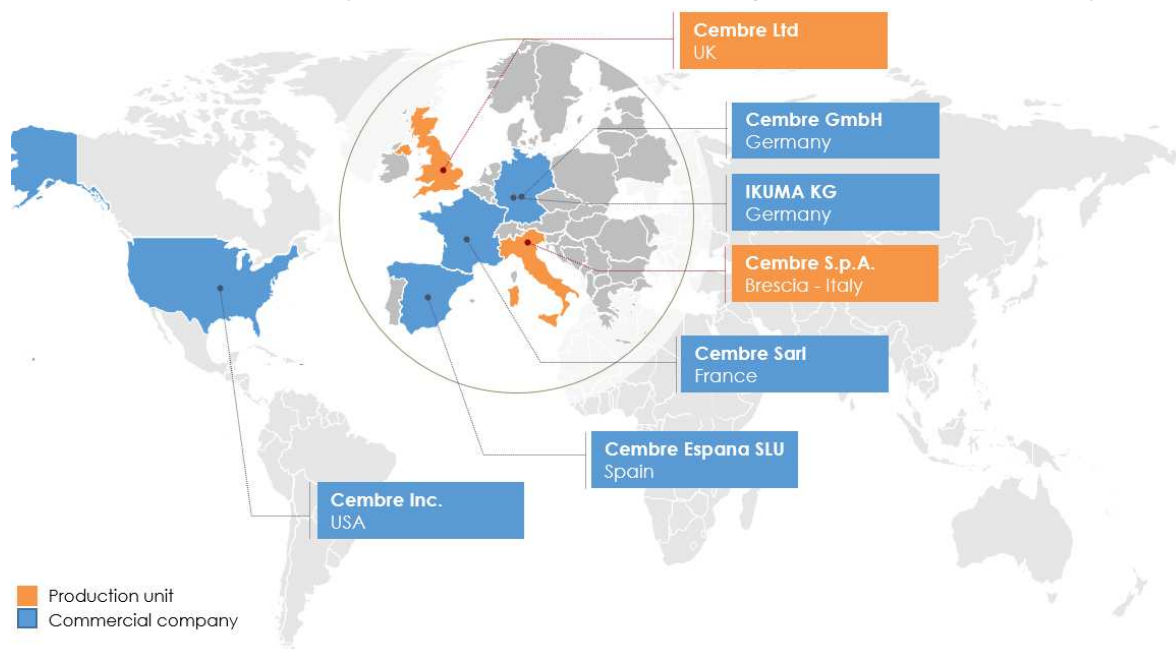 Cembre Ltd
UK
Cembre GmbH
Germany
IKUMA KG
Germany
Cembre S.p.A.
Brescia - Italy
Cembre Sarl
France
Cembre Espana SLU
Spain
Cembre Inc.
USA
Production unit
Commercial company